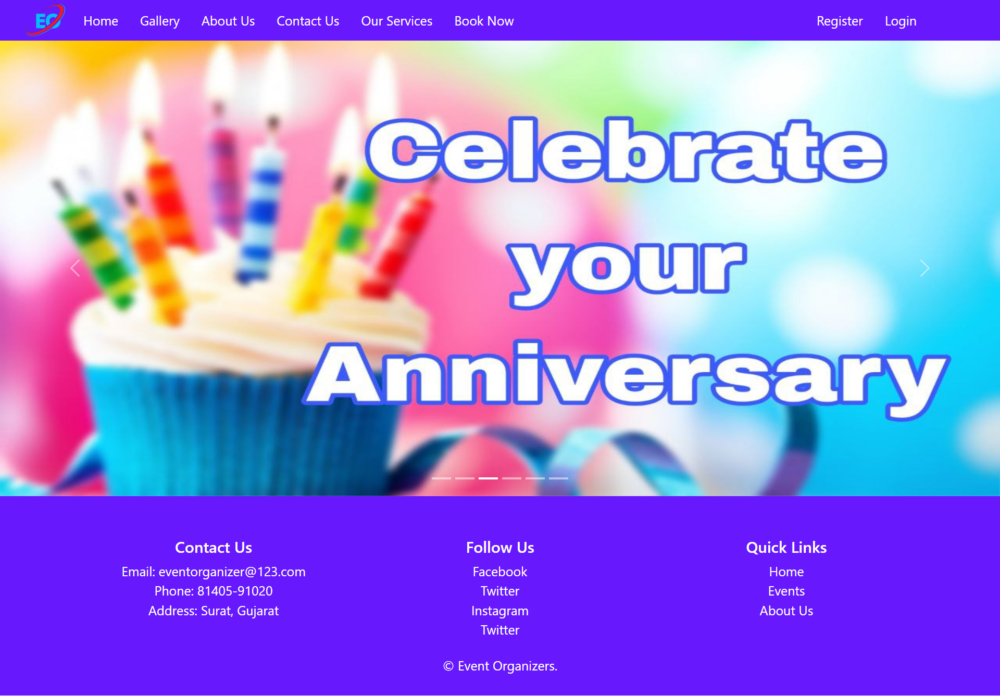 EO
Home Gallery About Us Contact Us Our Services Book Now Register Login
Celebrate
your
Anniversary
Contact Us
Email: eventorganizer@123.com
Phone: 81405-91020
Address: Surat, Gujarat
Follow Us
Facebook
Twitter
Instagram
Twitter
Quick Links
Home
Events
About Us
© Event Organizers.